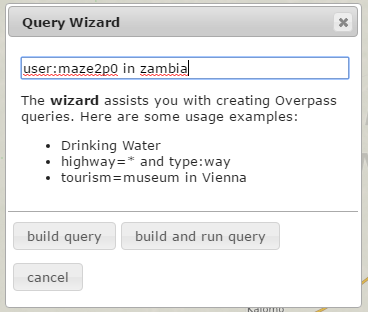 Query Wizard
user:maze2p0 in zambia
The wizard assists you with creating Overpass
queries. Here are some usage examples:
Drinking Water
highway=* and type:way
tourism=museum in Vienna
build query
build and run query
cancel
Kalomo